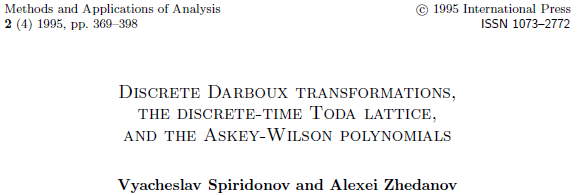 Methods and Applications of Analysis © 1995 International Press
2 (4) 1995, pp. 369–398 ISSN 1073–2772
Discrete Darboux transformations,
the discrete-time Toda lattice,
and the Askey-Wilson polynomials
Vyacheslav Spiridonov and Alexei Zhedanov